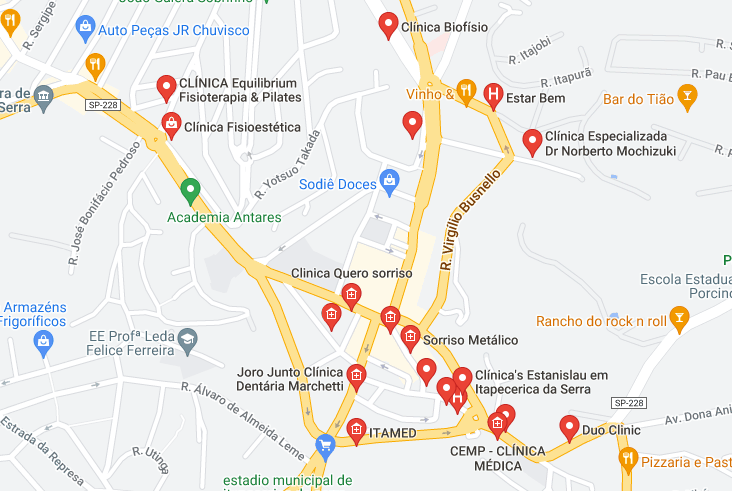 João Galera Sobrinho
R. Sergipe
Auto Peças JR Chuvisco
Clínica Biofísio
R. Itajobi
R. Itapurã
R. Pau B
CLÍNICA Equilibrium
Fisioterapia & Pilates
SP-228
ra de
Serra
Vinho &
Estar Bem
Bar do Tião
Clínica Fisioestética
Clínica Especializada
Dr Norberto Mochizuki
R. Yotsuo Takada
R. José Bonifácio Pedroso
Sodiê Doces
Academia Antares
R. Virgílio Busnello
Clinica Quero sorriso
Escola Estadua
Porcino
Armazéns
Frigoríficos
EE Profª Leda
Felice Ferreira
Rancho do rock n roll
Sorriso Metálico
Joro Junto Clínica
Dentária Marchetti
Clínica's Estanislau em
Itapecerica da Serra
R. Álvaro de Almeida Leme
SP-228
Av. Dona Ani
Estrada da Represa
R. Utinga
ITAMED
Duo Clinic
CEMP - CLÍNICA
MÉDICA
Pizzaria e Past
estadio municipal de